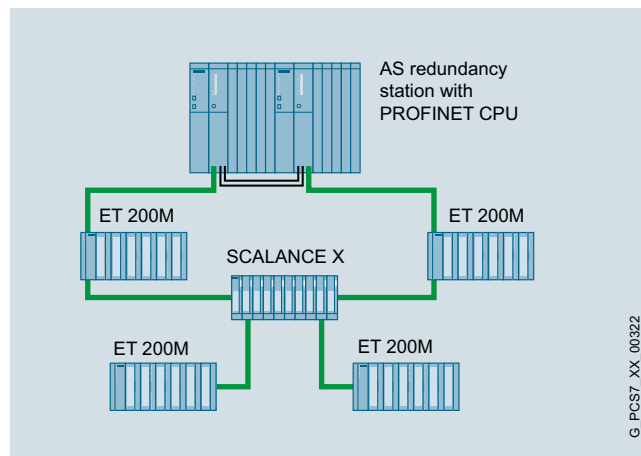 AS redundancy
station with
PROFINET CPU
ET 200M
ET 200M
SCALANCE X
ET 200M
ET 200M
G_PCS7_XX_00322